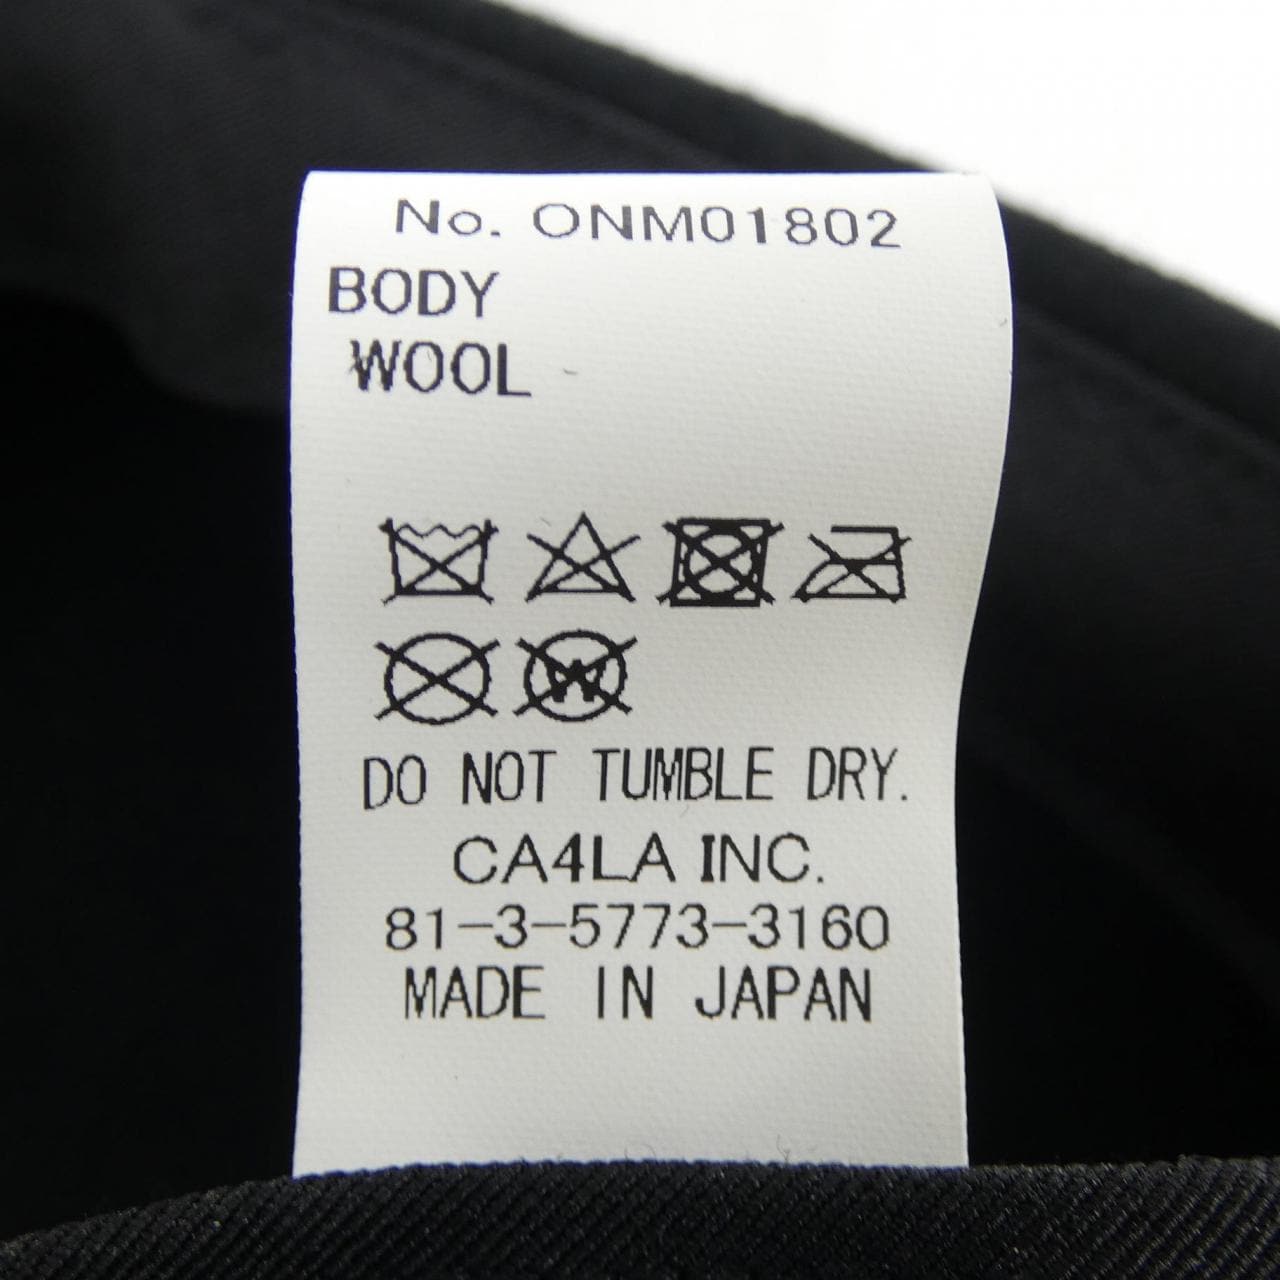 No. ONM01802
BODY
WOOL
W
DO NOT TUMBLE DRY.
CA4LA INC.
81-3-5773-3160
MADE IN JAPAN